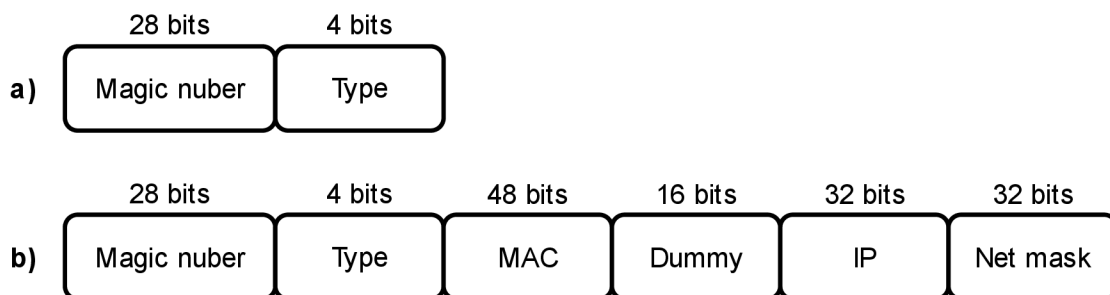 28 bits 4 bits
a) Magic nuber Type
28 bits 4 bits 48 bits 16 bits 32 bits 32 bits
b) Magic nuber Type MAC Dummy IP Net mask